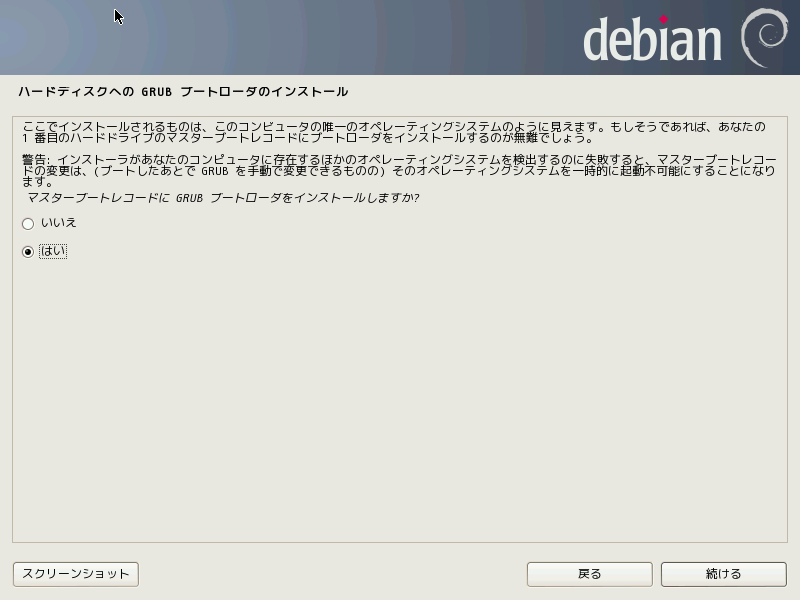 debian
ハードディスクへの GRUB ブートローダのインストール
ここでインストールされるものは、このコンピュータの唯一のオペレーティングシステムのように見えます。もしそうであれば、あなたの
1 番目のハードドライブのマスターブートレコードにブートローダをインストールするのが無難でしょう。
警告: インストーラがあなたのコンピュータに存在するほかのオペレーティングシステムを検出するのに失敗すると、マスターブートレコー
ドの変更は、(ブートしたあとで GRUB を手動で変更できるものの) そのオペレーティングシステムを一時的に起動不可能にすることになり
ます。
マスターブートレコードに GRUB ブートローダをインストールしますか?
いいえ
はい
スクリーンショット
戻る
続ける